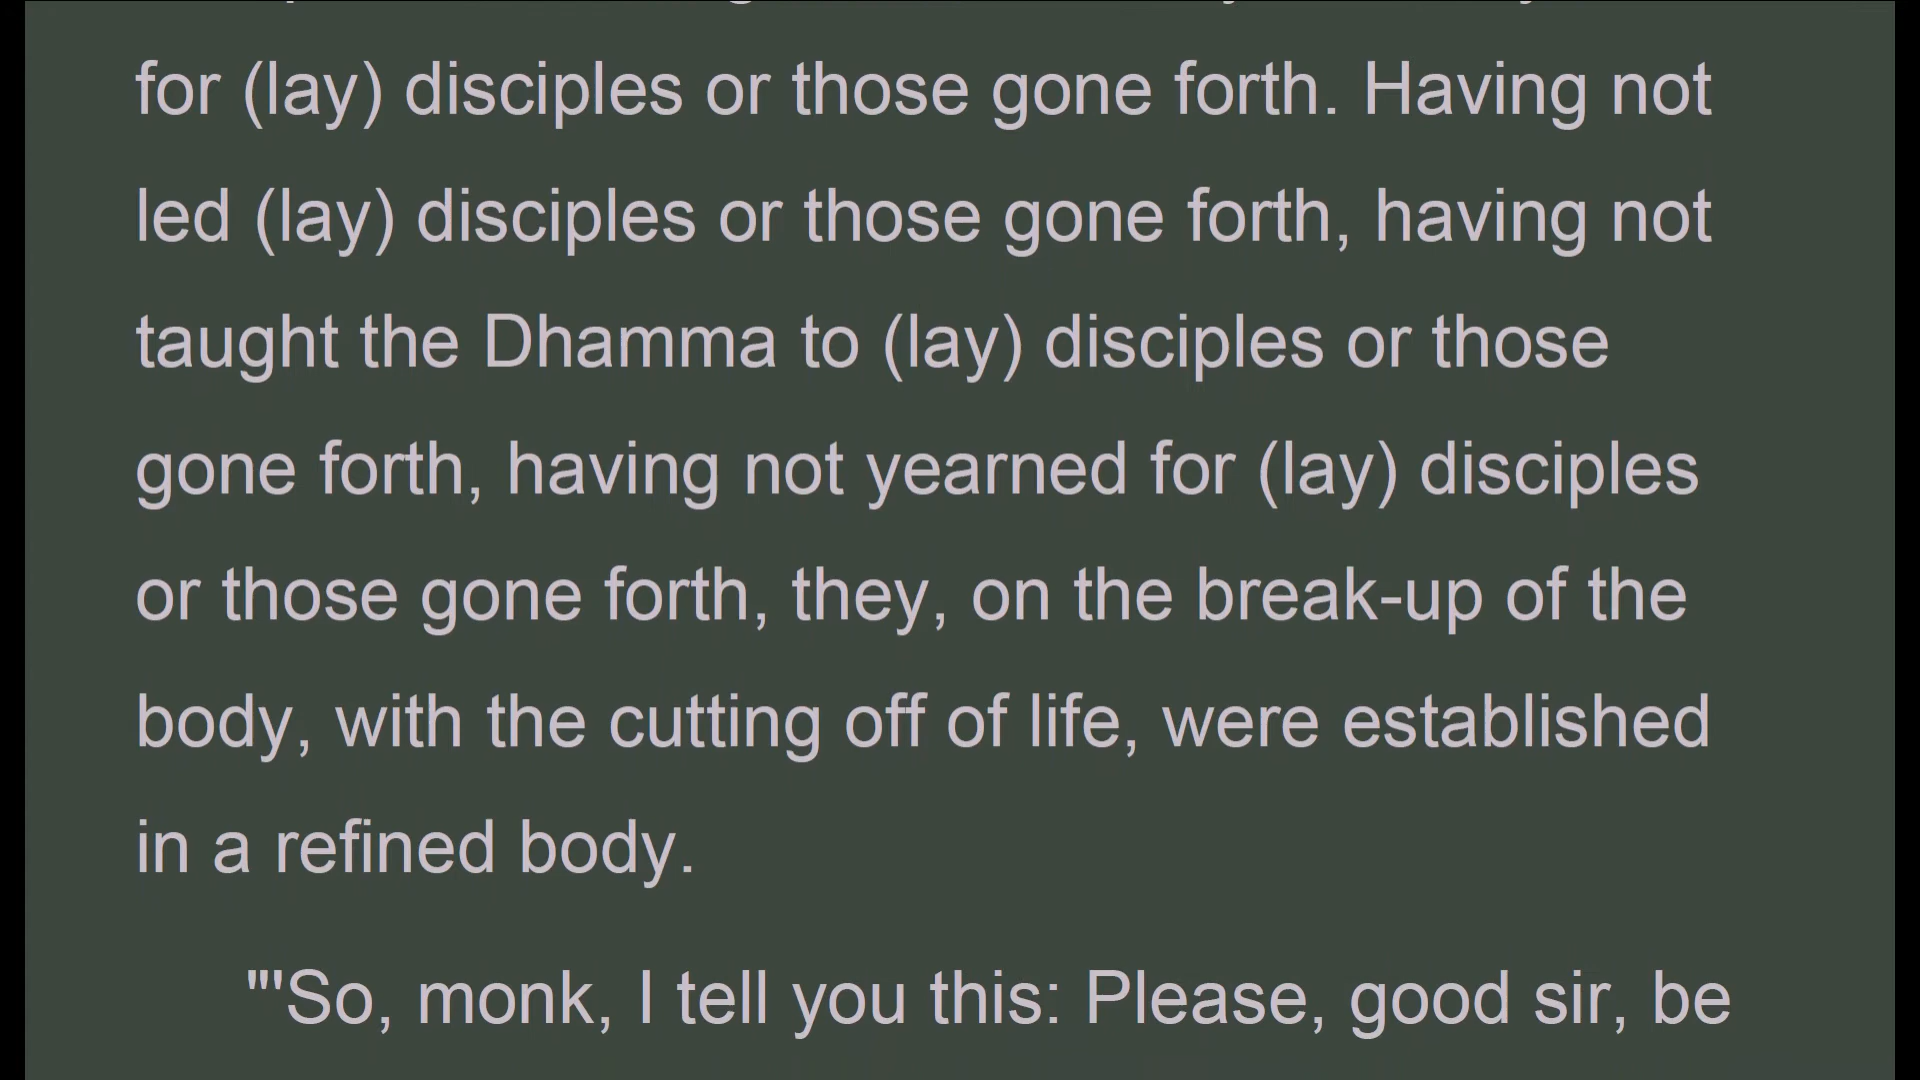 for (lay) disciples or those gone forth. Having not
led (lay) disciples or those gone forth, having not
taught the Dhamma to (lay) disciples or those
gone forth, having not yearned for (lay) disciples
or those gone forth, they, on the break-up of the
body, with the cutting off of life, were established
in a refined body.
"'So, monk, I tell you this: Please, good sir, be